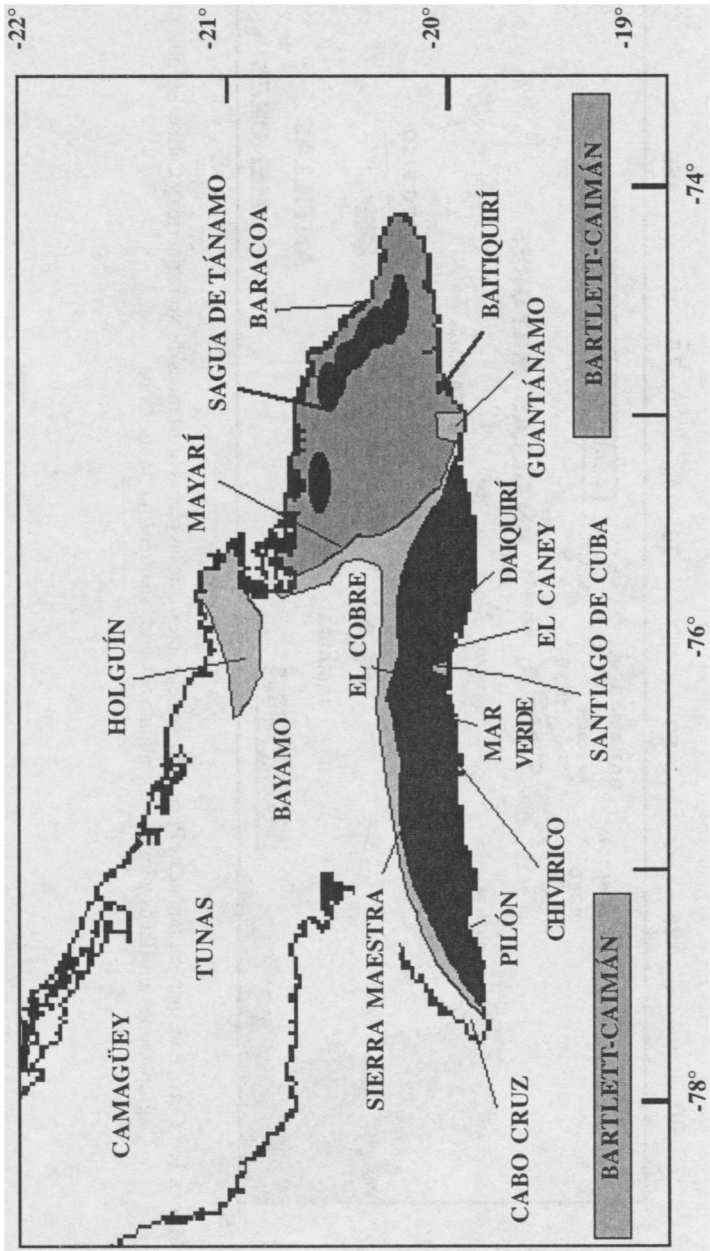 -22°
-21°
-20°
-19°
CAMAGÜEY
TUNAS
HOLGUÍN
BAYAMO
MAYARÍ
SAGUA DE TÁNAMO
BARACOA
SIERRA MAESTRA
EL COBRE
CABO CRUZ
PILÓN
CHIVIRICO
MAR
VERDE
SANTIAGO DE CUBA
EL CANEY
DAIQUIRÍ
GUANTÁNAMO
BAITIQUIRÍ
BARTLETT-CAIMÁN
BARTLETT-CAIMÁN
-78°
-76°
-74°